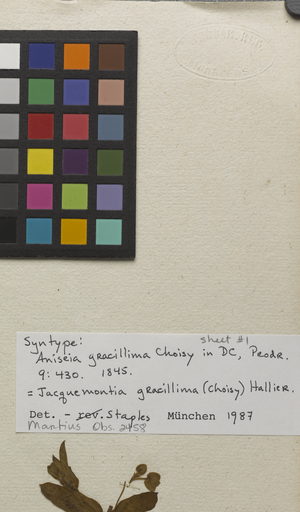 Syntype: sheet #1
Aniseia gracillima Choisy in DC, Prodr.
9: 430. 1845.
= Jacquemontia gracillima (Choisy) Hallier.
Det. - rev. Staples München 1987
Martius Obs. 2458